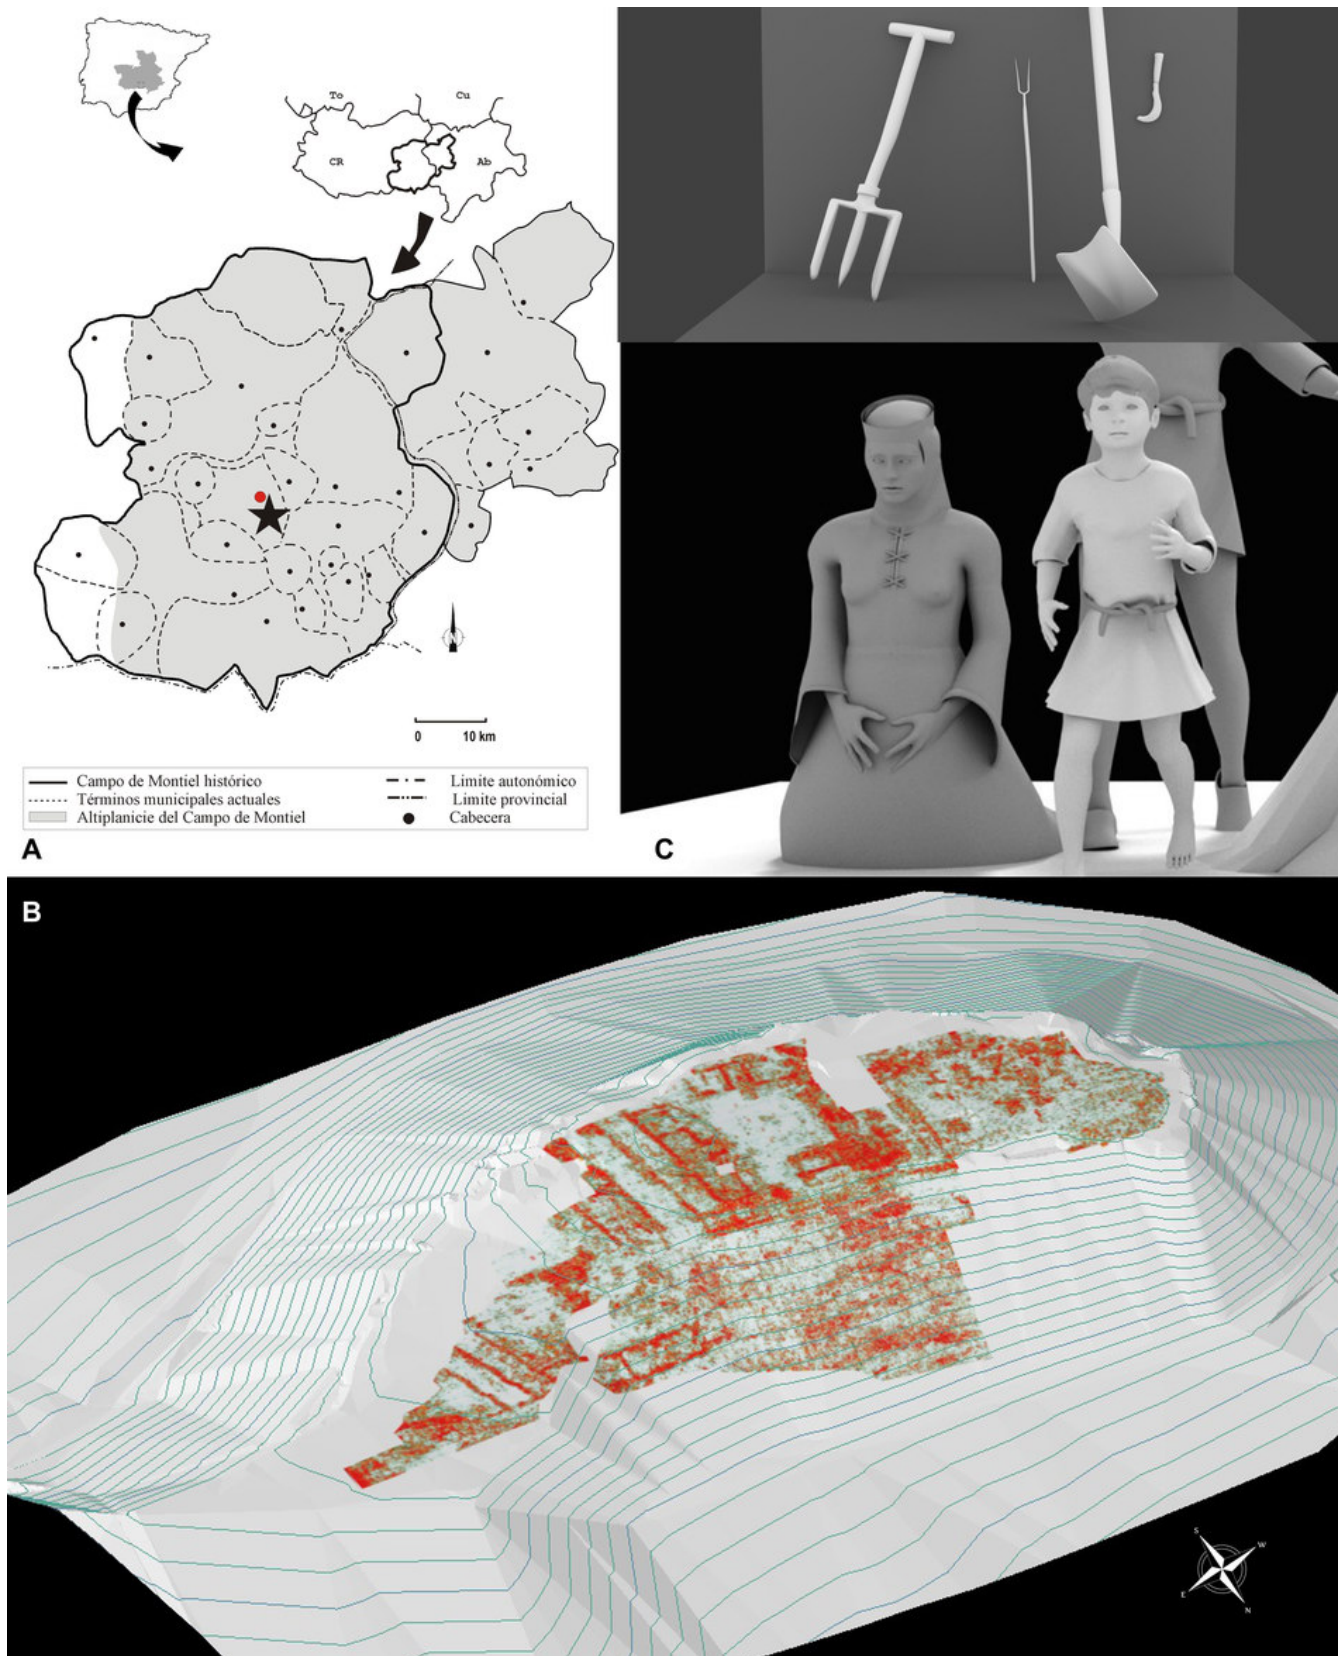 To
Cu
CR
Ab
N
0 10 km
Campo de Montiel histórico
Términos municipales actuales
Altiplanicie del Campo de Montiel
Limite autonómico
Limite provincial
Cabecera
A
C
B
S
W
E
N